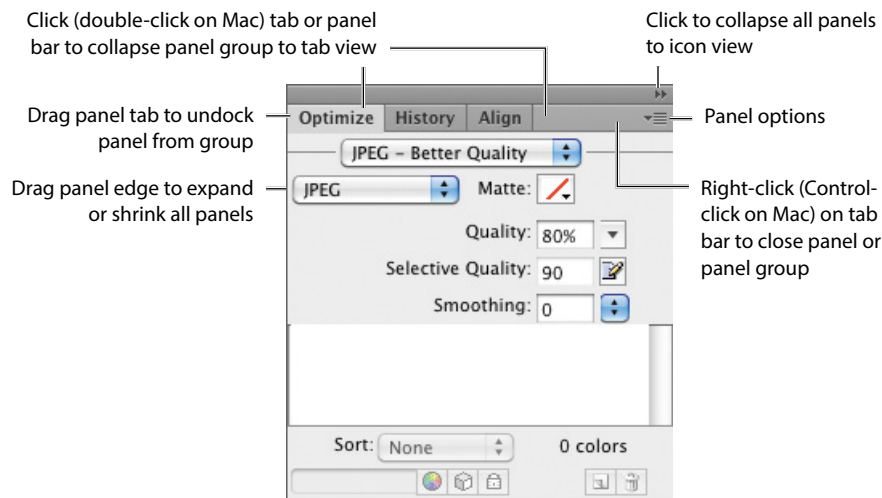 Click (double-click on Mac) tab or panel
bar to collapse panel group to tab view
Click to collapse all panels
to icon view
Drag panel tab to undock
panel from group
Optimize History Align
Panel options
JPEG – Better Quality
Drag panel edge to expand
or shrink all panels
JPEG Matte:
Right-click (Control-
click on Mac) on tab
bar to close panel or
panel group
Quality: 80%
Selective Quality: 90
Smoothing: 0
Sort: None 0 colors